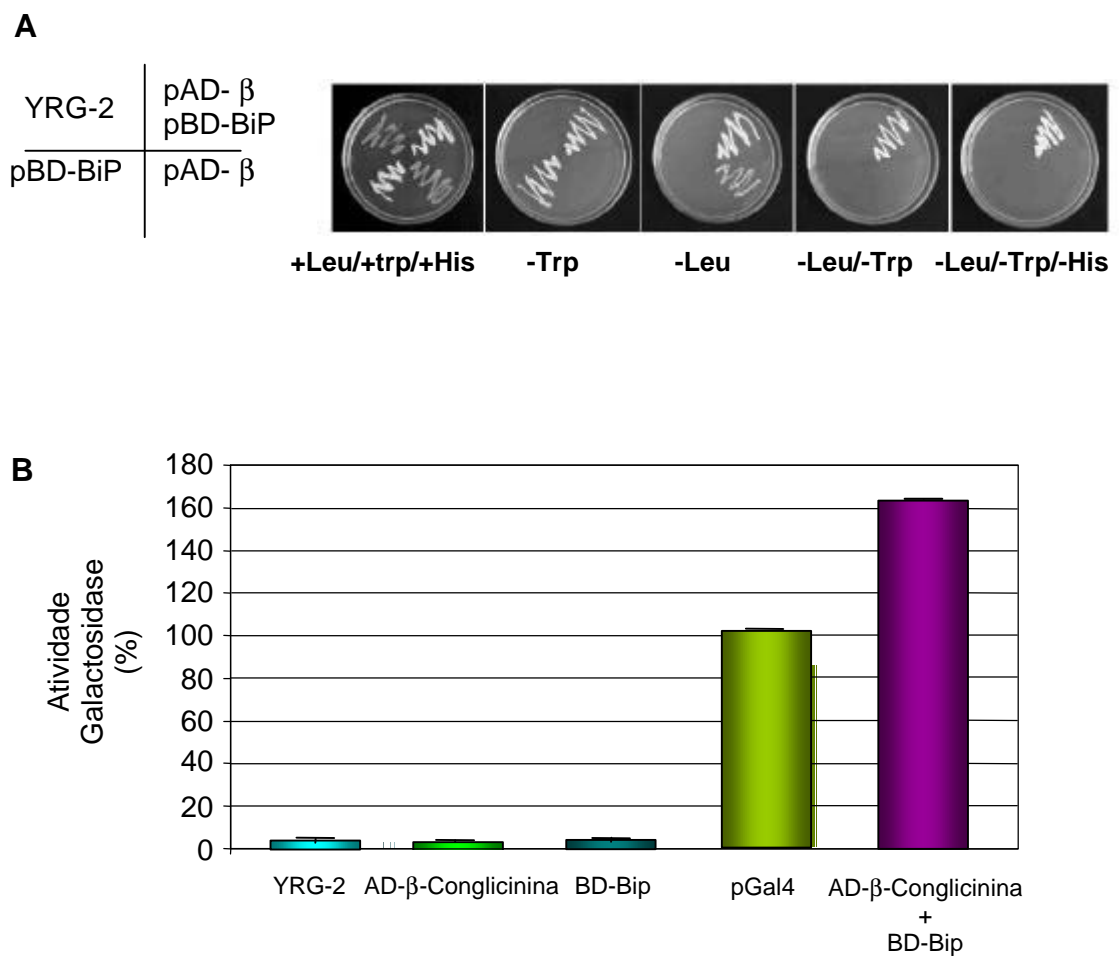 A
YRG-2
pAD- β
pBD-BiP
pBD-BiP
pAD- β
+Leu/+trp/+His
-Trp
-Leu
-Leu/-Trp
-Leu/-Trp/-His
B
Atividade
Galactosidase
(%)
180
160
140
120
100
80
60
40
20
0
YRG-2
AD-β-Conglicinina
BD-Bip
pGal4
AD-β-Conglicinina
+
BD-Bip